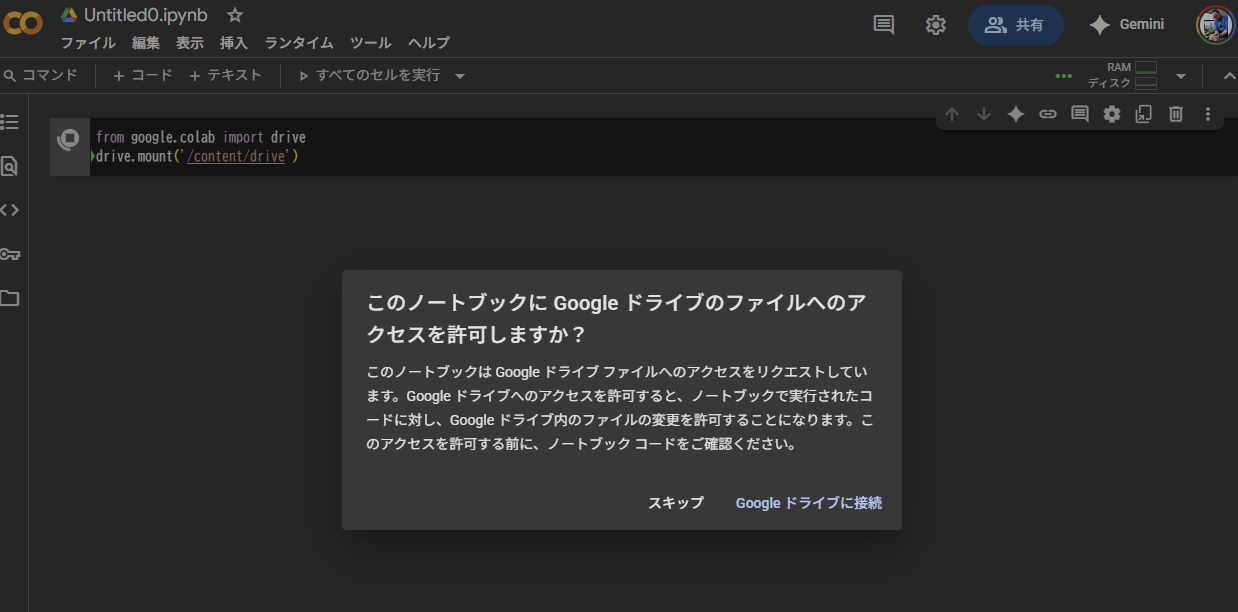 Untitled0.ipynb
ファイル 編集 表示 挿入 ランタイム ツール ヘルプ
共有
Gemini
コマンド + コード + テキスト すべてのセルを実行
RAM
ディスク
from google.colab import drive
drive.mount('/content/drive')
このノートブックに Google ドライブのファイルへのア
クセスを許可しますか？
このノートブックは Google ドライブ ファイルへのアクセスをリクエストしてい
ます。Google ドライブへのアクセスを許可すると、ノートブックで実行されたコ
ードに対し、Google ドライブ内のファイルの変更を許可することになります。こ
のアクセスを許可する前に、ノートブック コードをご確認ください。
スキップ Google ドライブに接続